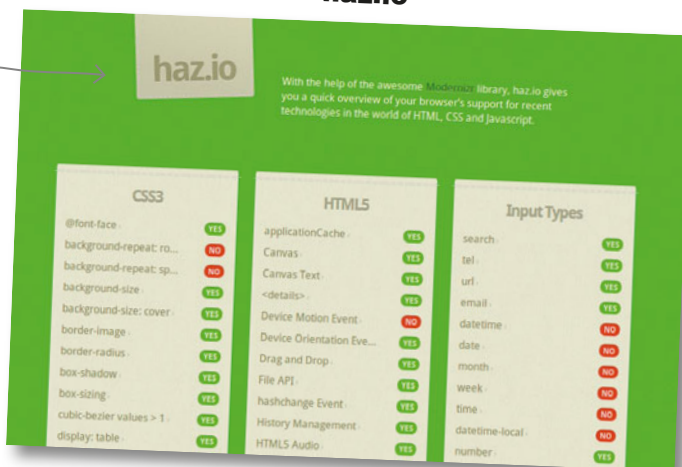 haz.io
haz.io
With the help of the awesome Modernizr library, haz.io gives
you a quick overview of your browser's support for recent
technologies in the world of HTML, CSS and Javascript.
CSS3
@font-face YES
background-repeat: ro... NO
background-repeat: sp... NO
background-size YES
background-size: cover YES
border-image YES
border-radius YES
box-shadow YES
box-sizing YES
cubic-bezier values > 1 YES
display: table YES
HTML5
applicationCache YES
Canvas YES
Canvas Text YES
<details> YES
Device Motion Event NO
Device Orientation Eve... YES
Drag and Drop YES
File API YES
hashchange Event YES
History Management YES
HTML5 Audio YES
Input Types
search YES
tel YES
url YES
email YES
datetime NO
date NO
month NO
week NO
time NO
datetime-local NO
number YES